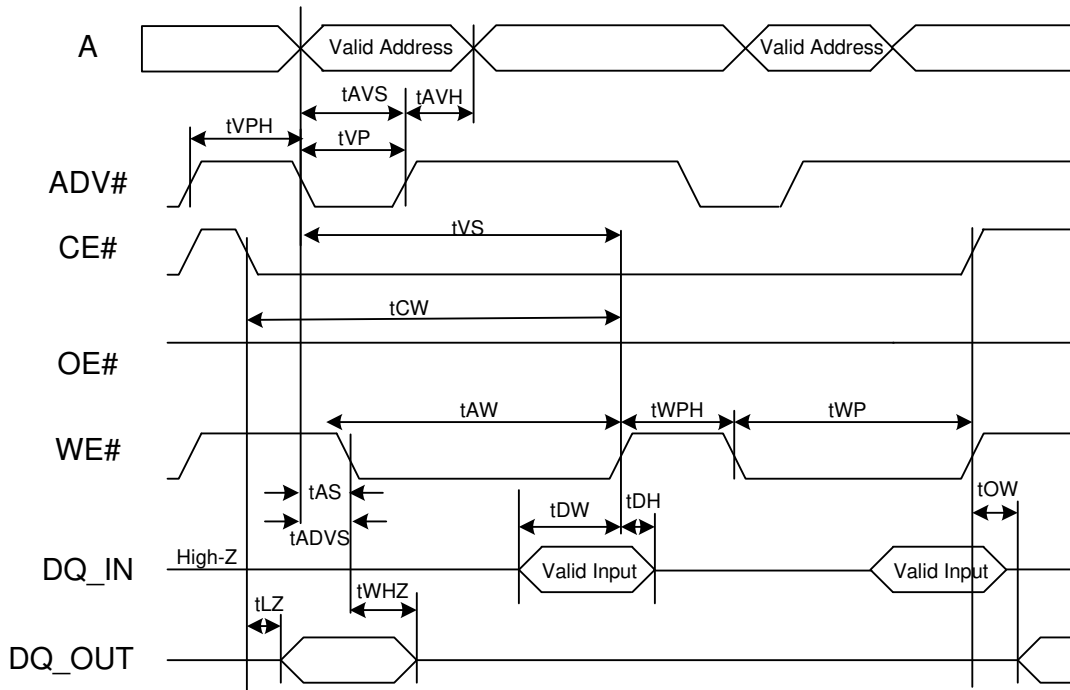 A
Valid Address
Valid Address
tAVS
tAVH
tVPH
tVP
ADV#
tVS
CE#
tCW
OE#
tAW
tWPH
tWP
WE#
tAS
tDW
tDH
tOW
tADVS
High-Z
DQ_IN
Valid Input
Valid Input
tWHZ
tLZ
DQ_OUT